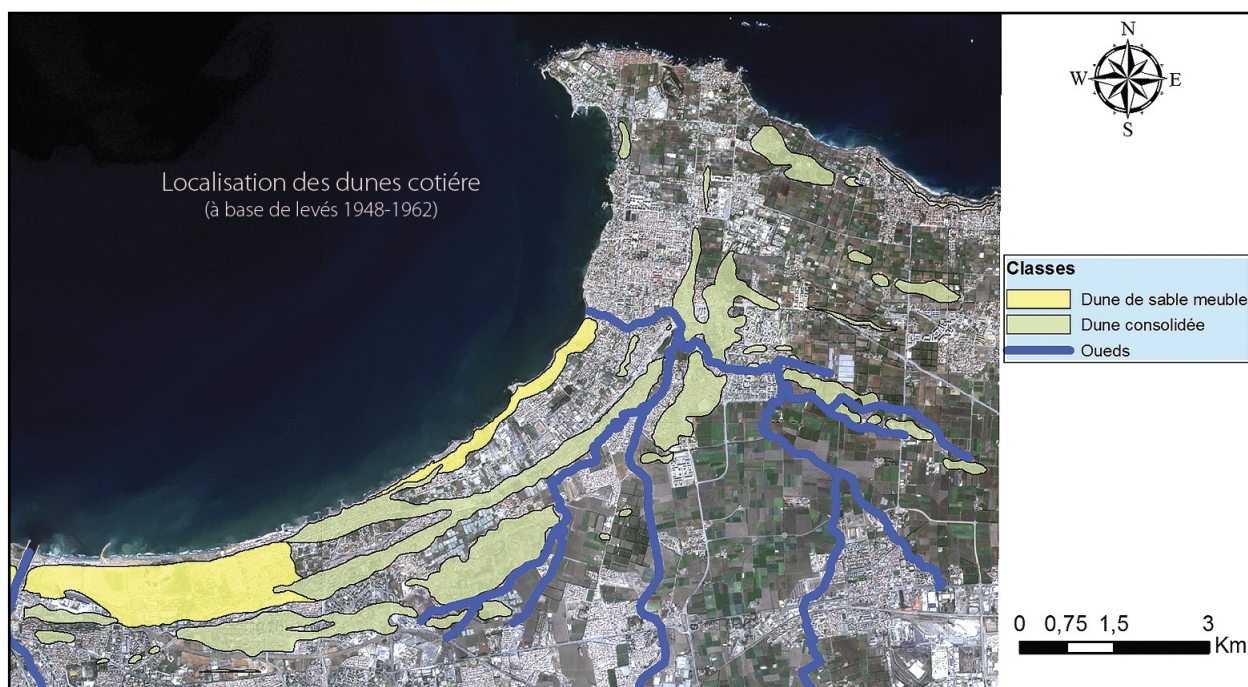 Localisation des dunes cotiére
(à base de levés 1948-1962)
N
W E
S
Classes
Dune de sable meuble
Dune consolidée
Oueds
0 0,75 1,5 3
Km